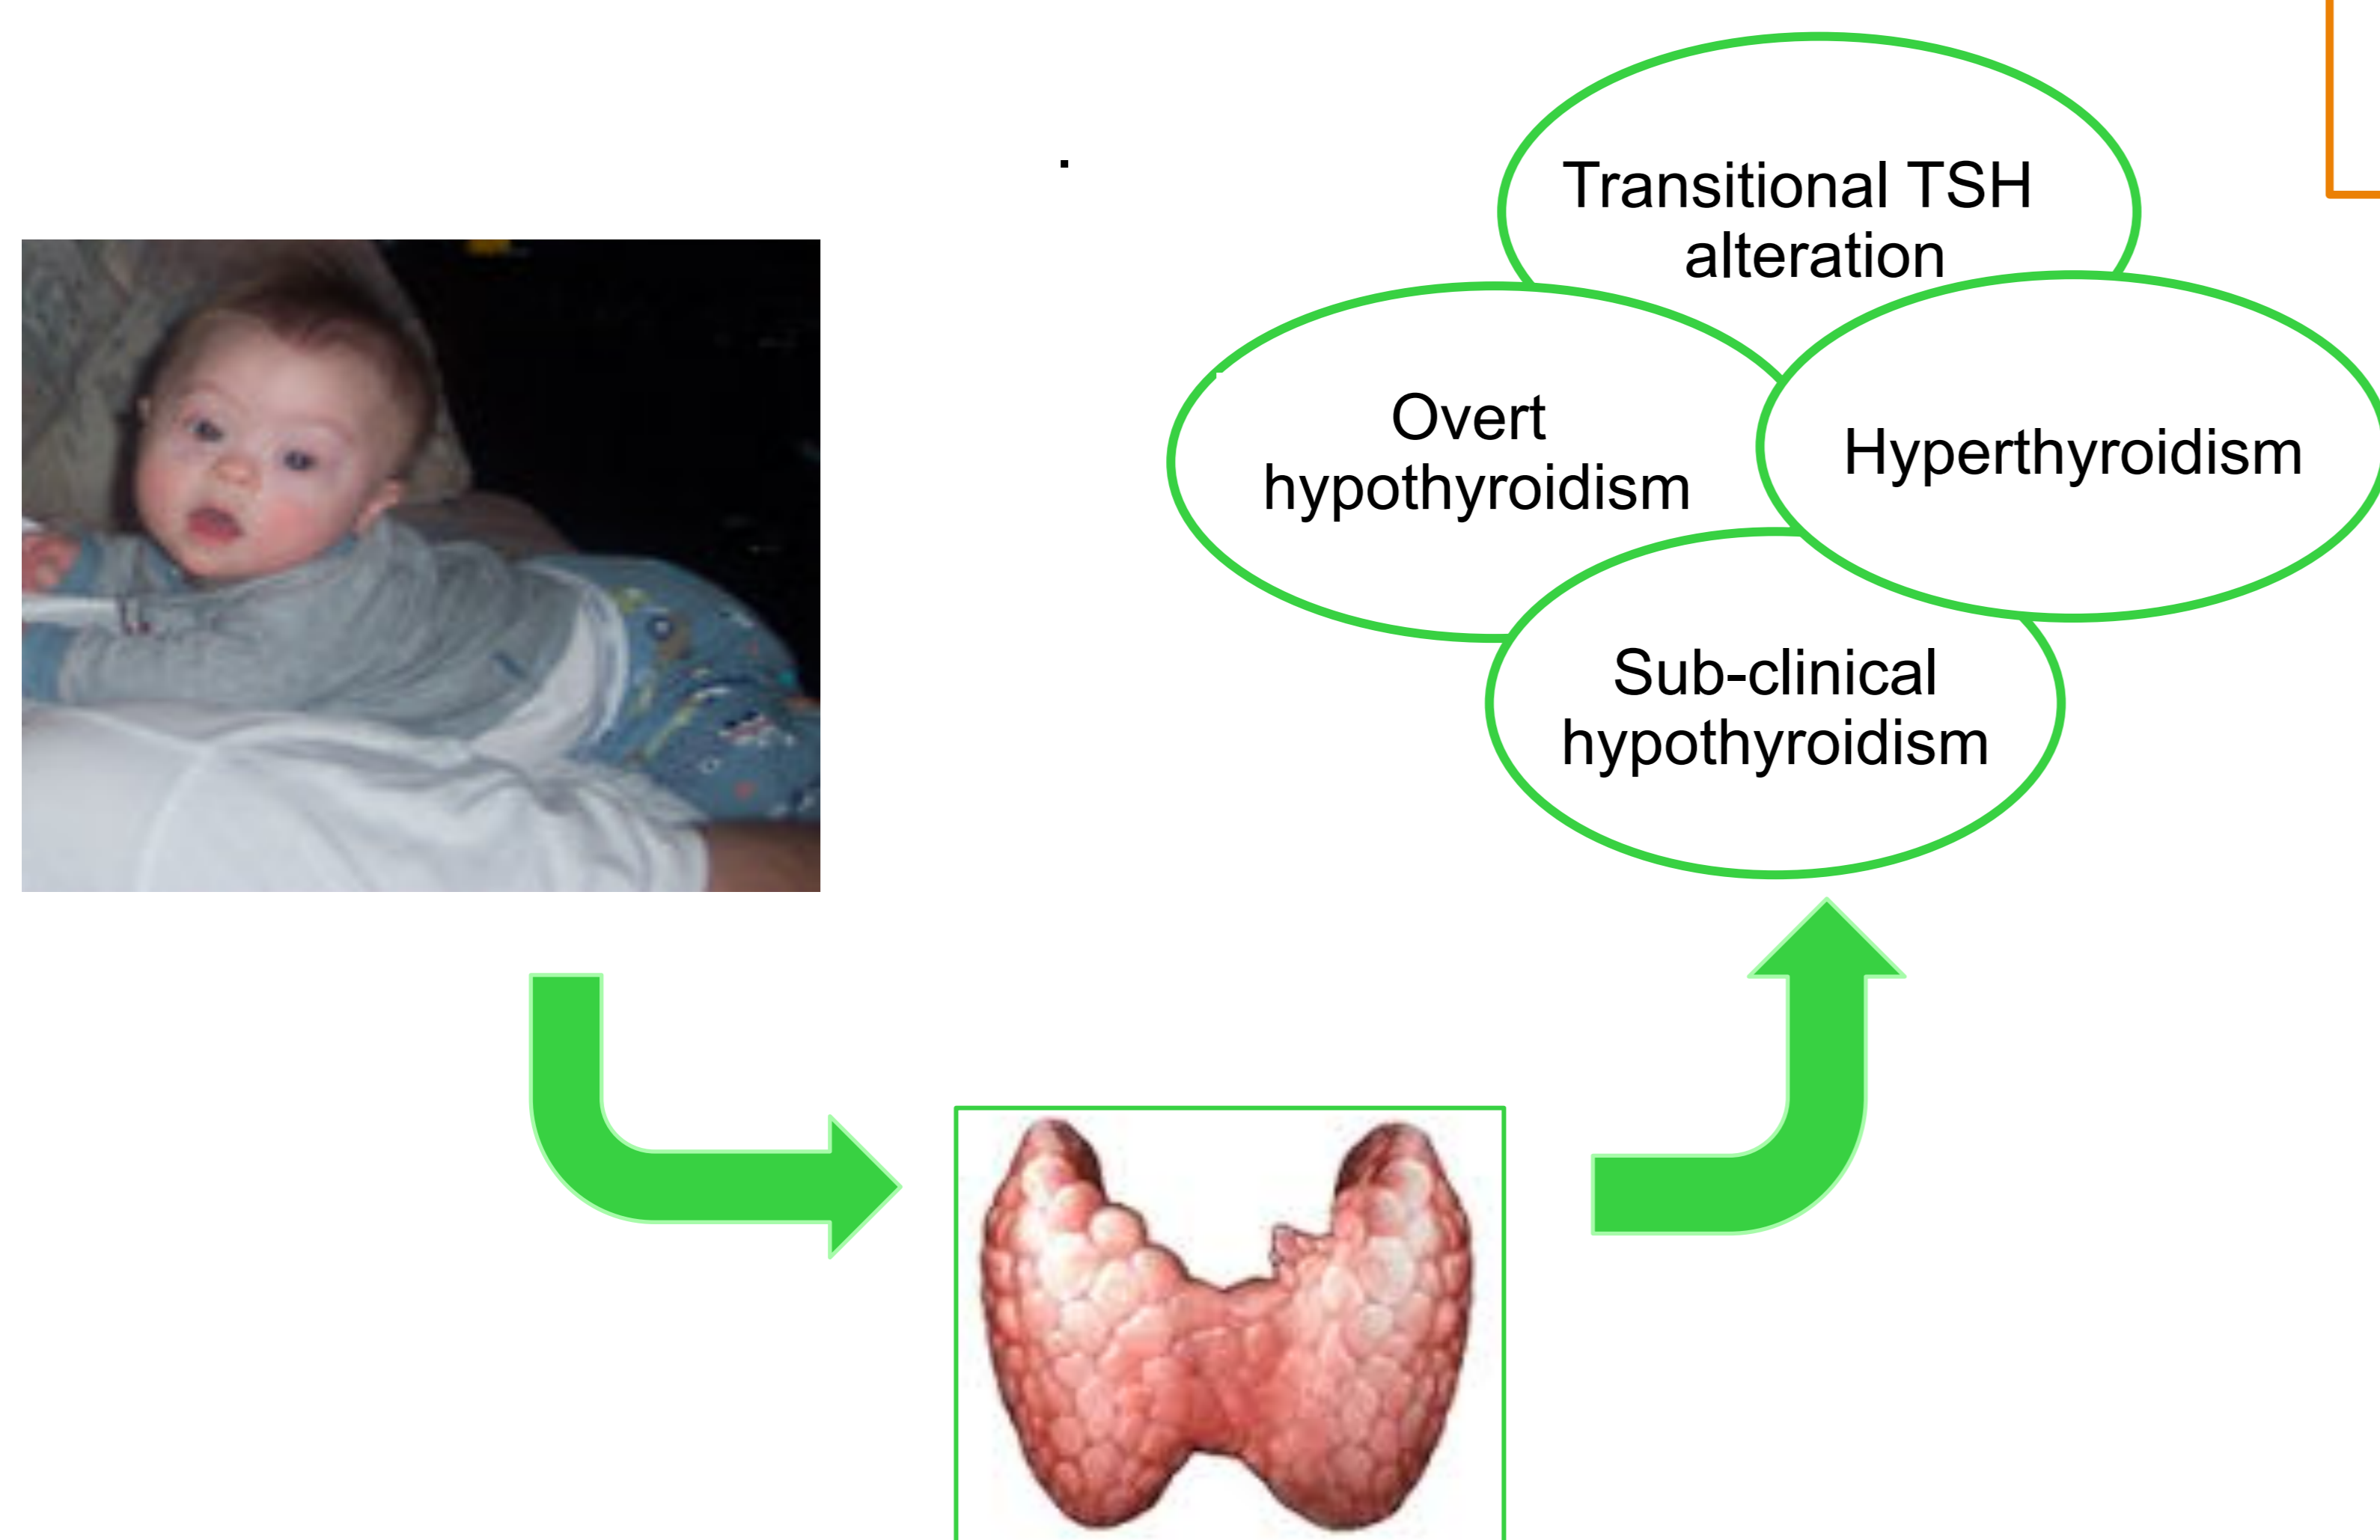 Transitional TSH
alteration
Overt
hypothyroidism
Hyperthyroidism
Sub-clinical
hypothyroidism